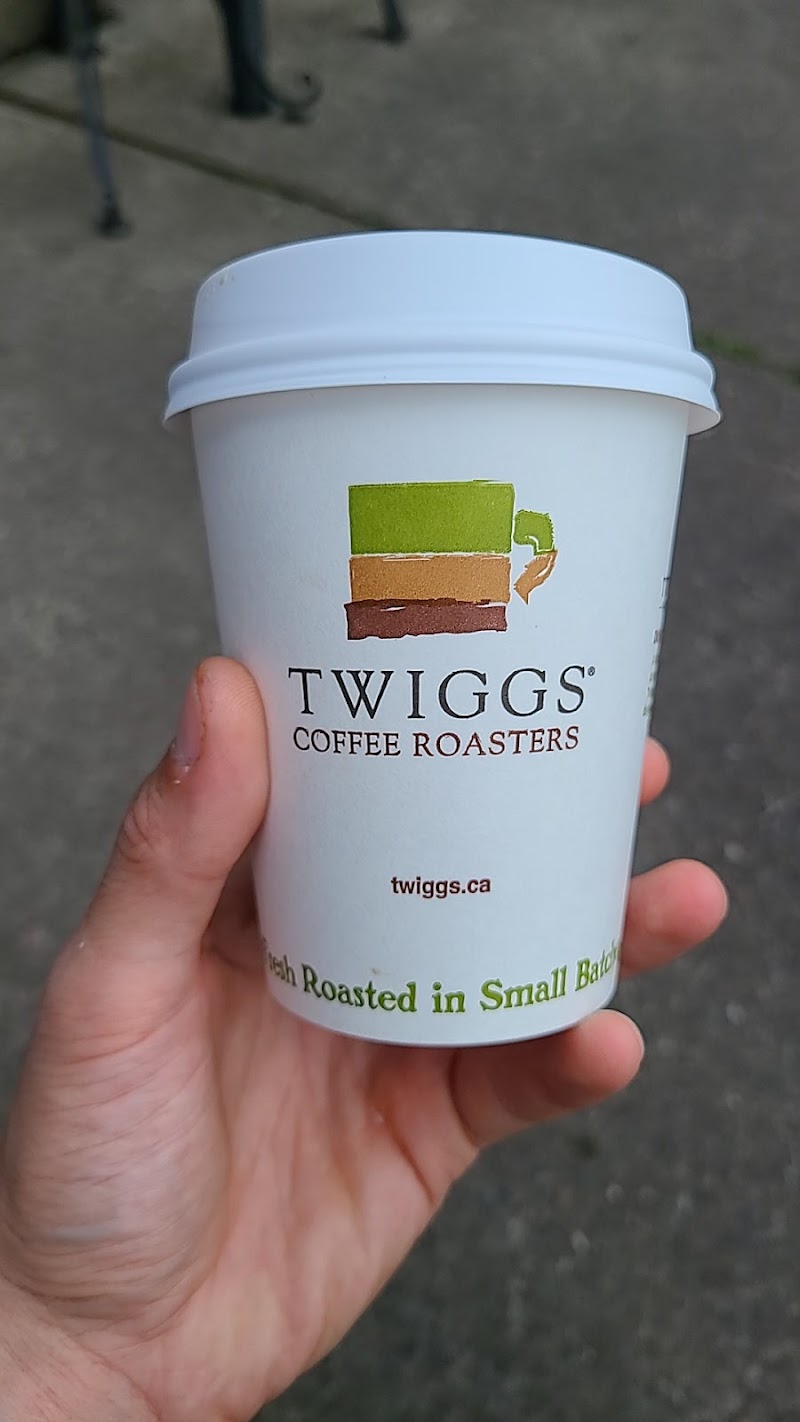 TWIGGS®
COFFEE ROASTERS
twiggs.ca
Roasted in Small